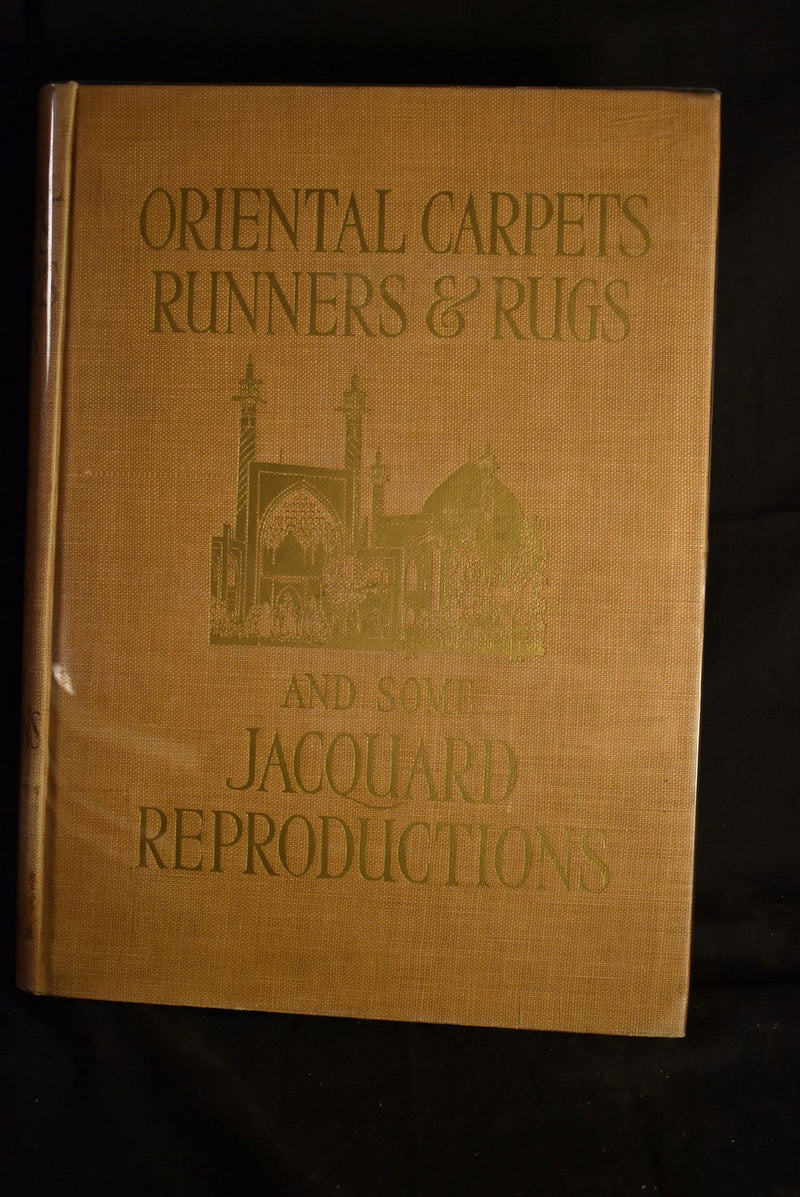 ORIENTAL CARPETS
RUNNERS & RUGS
AND SOME
JACQUARD
REPRODUCTIONS